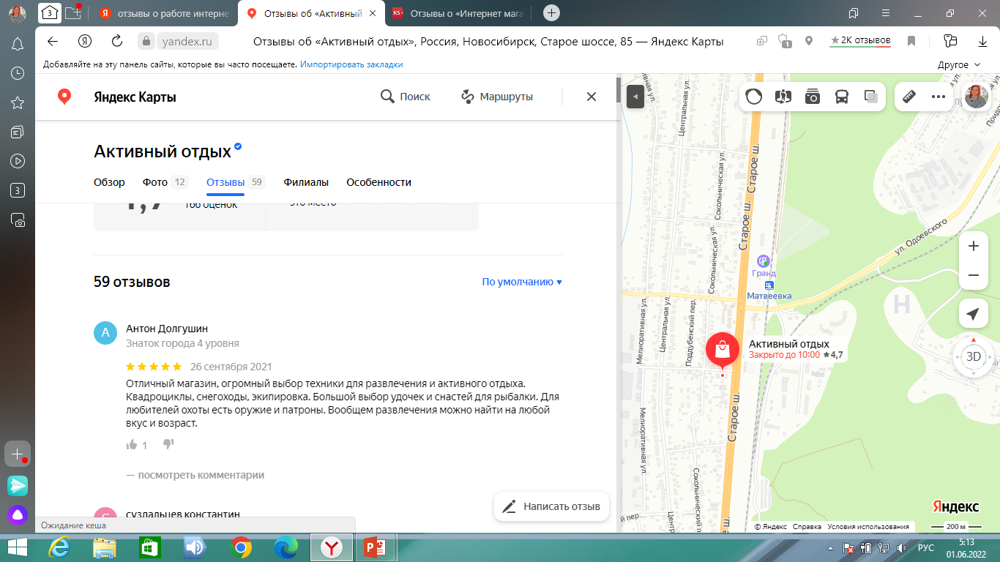 отзывы о работе интернет
Отзывы об «Активный
Отзывы о «Интернет мага
yandex.ru
Отзывы об «Активный отдых», Россия, Новосибирск, Старое шоссе, 85 — Яндекс Карты
1
2K отзывов
Добавляйте на эту панель сайты, которые вы часто посещаете. Импортировать закладки
Другое
3
Яндекс Карты
Поиск
Маршруты
Активный отдых
Обзор
Фото 12
Отзывы 59
Филиалы
Особенности
166 оценок
это место
59 отзывов
По умолчанию
А
Антон Долгушин
Знаток города 4 уровня
26 сентября 2021
Отличный магазин, огромный выбор техники для развлечения и активного отдыха.
Квадроциклы, снегоходы, экипировка. Большой выбор удочек и снастей для рыбалки. Для
любителей охоты есть оружие и патроны. Вообщем развлечения можно найти на любой
вкус и возраст.
1
— посмотреть комментарии
суздальцев константин
Написать отзыв
Ожидание кеша
Центральная ул.
Сокольническая ул.
Старое ш.
Старое ш.
Сокольническая ул.
ул. Одоевского
Гранд
Матвеевка
Мелиоративная ул.
Центральная ул.
Поддубенский пер.
Активный отдых
Закрыто до 10:00 4,7
3D
Старое ш.
Мелиоративная ул.
Н
Яндекс
© Яндекс Справка Условия использования
200 м
РУС
5:13
01.06.2022